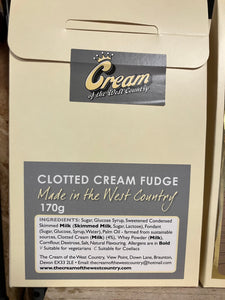 Cream
of the West Country
CLOTTED CREAM FUDGE
Made in the West Country
170g
INGREDIENTS: Sugar, Glucose Syrup, Sweetened Condensed
Skimmed Milk (Skimmed Milk, Sugar, Lactose), Fondant
(Sugar, Glucose Syrup, Water), Palm Oil - farmed from sustainable
sources, Clotted Cream (Milk) (4%), Whey Powder (Milk),
Cornflour, Dextrose, Salt, Natural Flavouring. Allergens are in Bold
Suitable for vegetarians Suitable for Coeliacs
The Cream of the West Country, View Point, Down Lane, Braunton,
Devon EX33 2LE • Email thecreamofthewestcountry@hotmail.com
www.thecreamofthewestcountry.co.uk